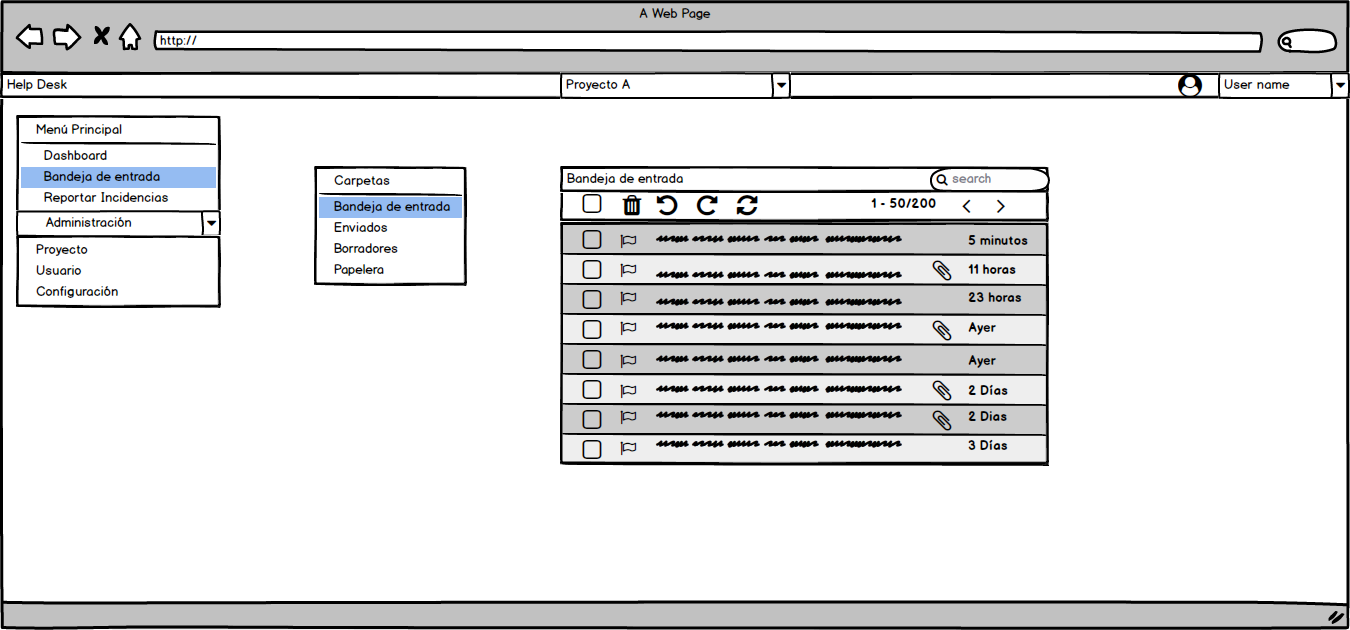 A Web Page
http://
Help Desk
Proyecto A
User name
Menú Principal
Dashboard
Bandeja de entrada
Reportar Incidencias
Administración
Proyecto
Usuario
Configuración
Carpetas
Bandeja de entrada
Enviados
Borradores
Papelera
Bandeja de entrada
search
1 - 50/200
5 minutos
11 horas
23 horas
Ayer
Ayer
2 Días
2 Dias
3 Días